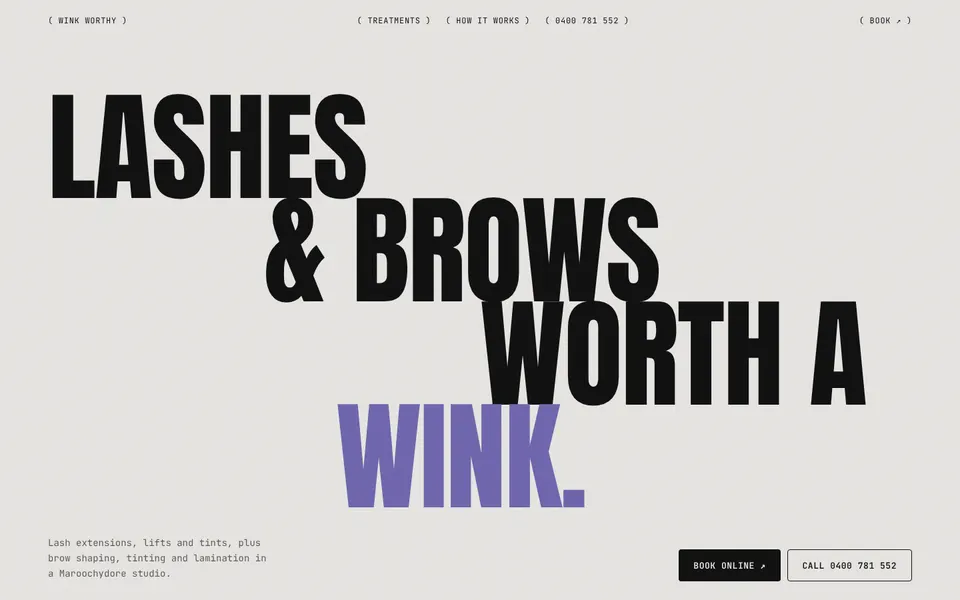 ( WINK WORTHY )
( TREATMENTS ) ( HOW IT WORKS ) ( 0400 781 552 )
( BOOK ↗ )
LASHES
& BROWS
WORTH A
WINK.
Lash extensions, lifts and tints, plus
brow shaping, tinting and lamination in
a Maroochydore studio.
BOOK ONLINE ↗
CALL 0400 781 552